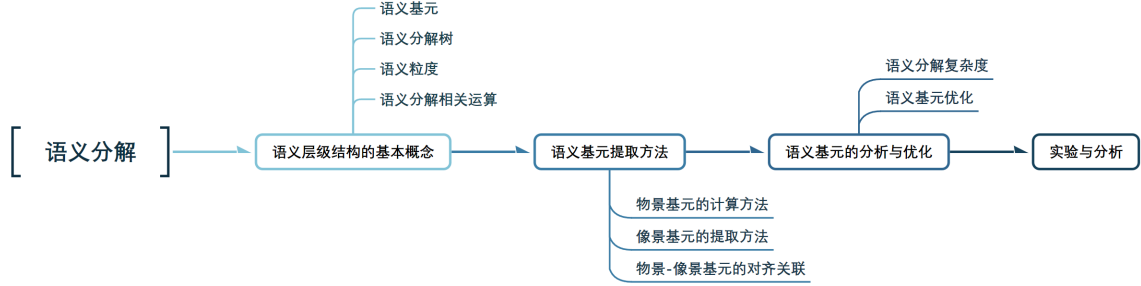 语义基元
语义分解树
语义粒度
语义分解相关运算
语义分解复杂度
语义基元优化
语义分解
语义层级结构的基本概念
语义基元提取方法
语义基元的分析与优化
实验与分析
物景基元的计算方法
像景基元的提取方法
物景-像景基元的对齐关联